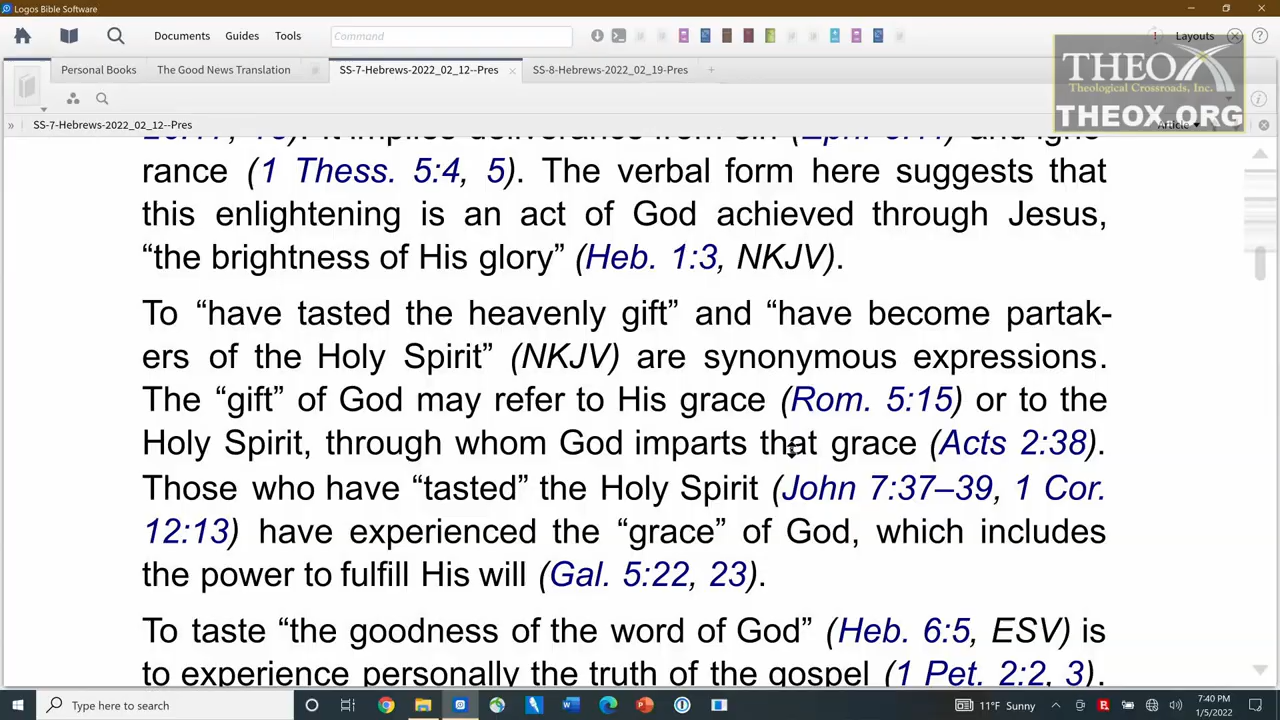 Logos Bible Software
Documents Guides Tools Command Layouts
Personal Books The Good News Translation SS-7-Hebrews-2022_02_12--Pres SS-8-Hebrews-2022_02_19-Pres
THEOX
Theological Crossroads, Inc.
THEOX.ORG
» SS-7-Hebrews-2022_02_12--Pres Article
rance (1 Thess. 5:4, 5). The verbal form here suggests that
this enlightening is an act of God achieved through Jesus,
“the brightness of His glory” (Heb. 1:3, NKJV).
To “have tasted the heavenly gift” and “have become partak-
ers of the Holy Spirit” (NKJV) are synonymous expressions.
The “gift” of God may refer to His grace (Rom. 5:15) or to the
Holy Spirit, through whom God imparts that grace (Acts 2:38).
Those who have “tasted” the Holy Spirit (John 7:37–39, 1 Cor.
12:13) have experienced the “grace” of God, which includes
the power to fulfill His will (Gal. 5:22, 23).
To taste “the goodness of the word of God” (Heb. 6:5, ESV) is
to experience personally the truth of the gospel (1 Pet. 2:2, 3).
Type here to search 11°F Sunny 7:40 PM
1/5/2022